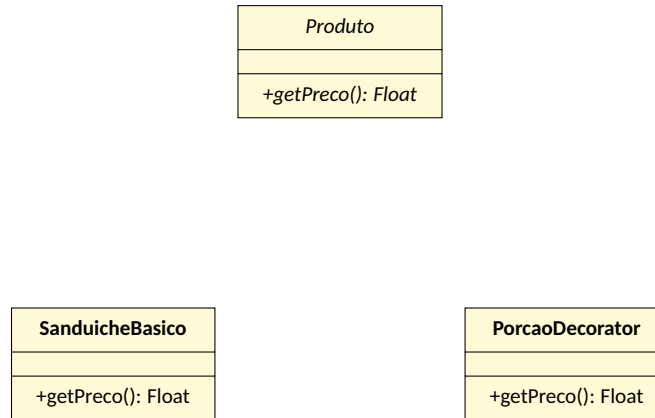 Produto
+getPreco(): Float
SanduicheBasico
PorcaoDecorator
+getPreco(): Float
+getPreco(): Float